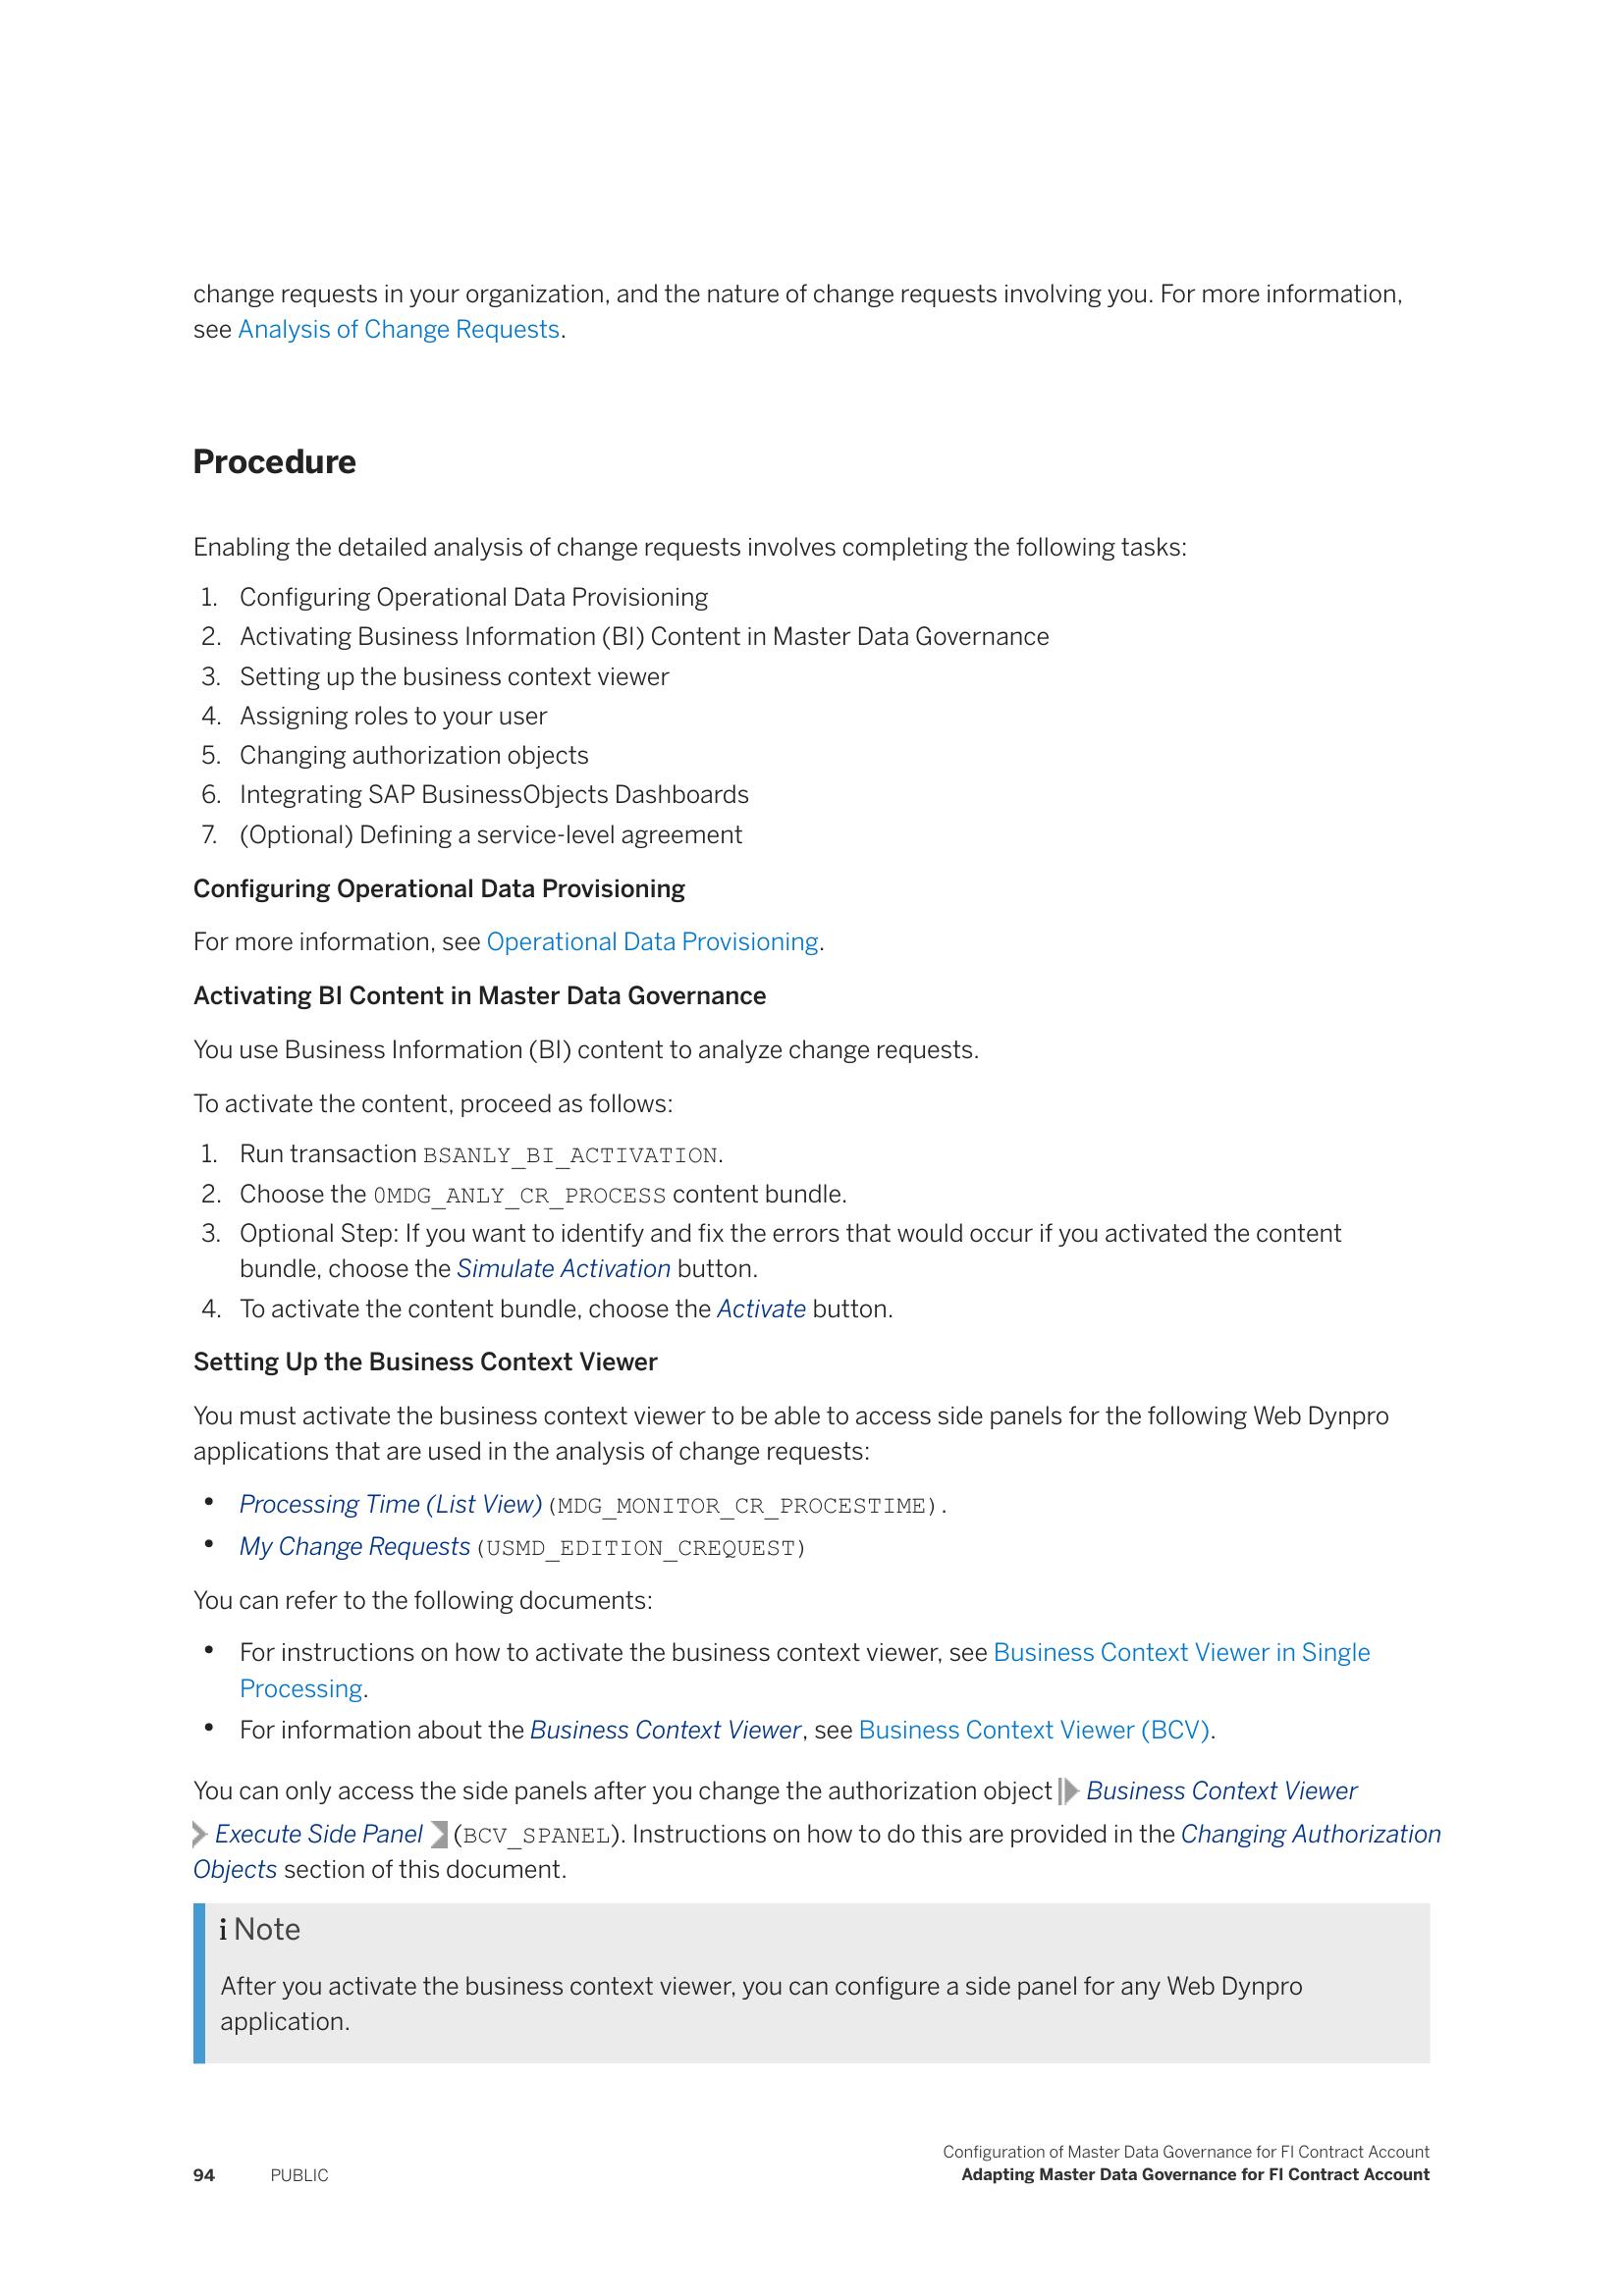 change requests in your organization, and the nature of change requests involving you. For more information,
see Analysis of Change Requests.
Procedure
Enabling the detailed analysis of change requests involves completing the following tasks:
1. Configuring Operational Data Provisioning
2. Activating Business Information (BI) Content in Master Data Governance
3. Setting up the business context viewer
4. Assigning roles to your user
5. Changing authorization objects
6. Integrating SAP BusinessObjects Dashboards
7. (Optional) Defining a service-level agreement
Configuring Operational Data Provisioning
For more information, see Operational Data Provisioning.
Activating BI Content in Master Data Governance
You use Business Information (BI) content to analyze change requests.
To activate the content, proceed as follows:
1. Run transaction BSANLY_BI_ACTIVATION.
2. Choose the 0MDG_ANLY_CR_PROCESS content bundle.
3. Optional Step: If you want to identify and fix the errors that would occur if you activated the content
bundle, choose the Simulate Activation button.
4. To activate the content bundle, choose the Activate button.
Setting Up the Business Context Viewer
You must activate the business context viewer to be able to access side panels for the following Web Dynpro
applications that are used in the analysis of change requests:
• Processing Time (List View) (MDG_MONITOR_CR_PROCESTIME).
• My Change Requests (USMD_EDITION_CREQUEST)
You can refer to the following documents:
• For instructions on how to activate the business context viewer, see Business Context Viewer in Single
Processing.
• For information about the Business Context Viewer, see Business Context Viewer (BCV).
You can only access the side panels after you change the authorization object Business Context Viewer
Execute Side Panel (BCV_SPANEL). Instructions on how to do this are provided in the Changing Authorization
Objects section of this document.
i Note
After you activate the business context viewer, you can configure a side panel for any Web Dynpro
application.
Configuration of Master Data Governance for FI Contract Account
94 PUBLIC Adapting Master Data Governance for FI Contract Account